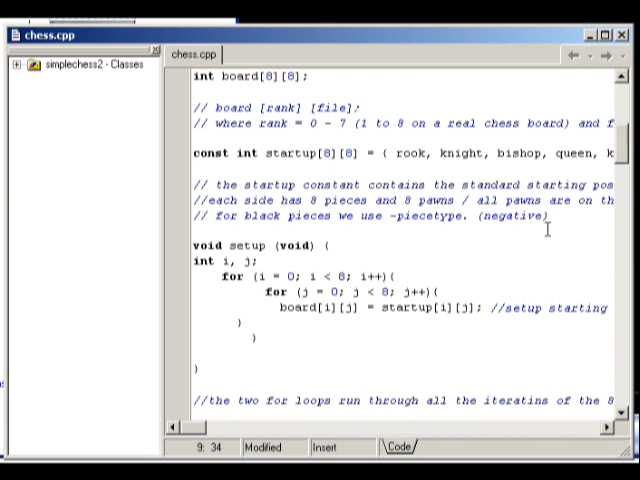 chess.cpp
simplechess2 - Classes
chess.cpp
int board[8][8];
// board [rank] [file];
// where rank = 0 - 7 (1 to 8 on a real chess board) and f
const int startup[8][8] = { rook, knight, bishop, queen, k
// the startup constant contains the standard starting pos
//each side has 8 pieces and 8 pawns / all pawns are on th
// for black pieces we use -piecetype. (negative)
void setup (void) {
int i, j;
for (i = 0; i < 8; i++){
for (j = 0; j < 8; j++){
board[i][j] = startup[i][j]; //setup starting
}
}
}
//the two for loops run through all the iteratins of the 8
9: 34
Modified
Insert
Code